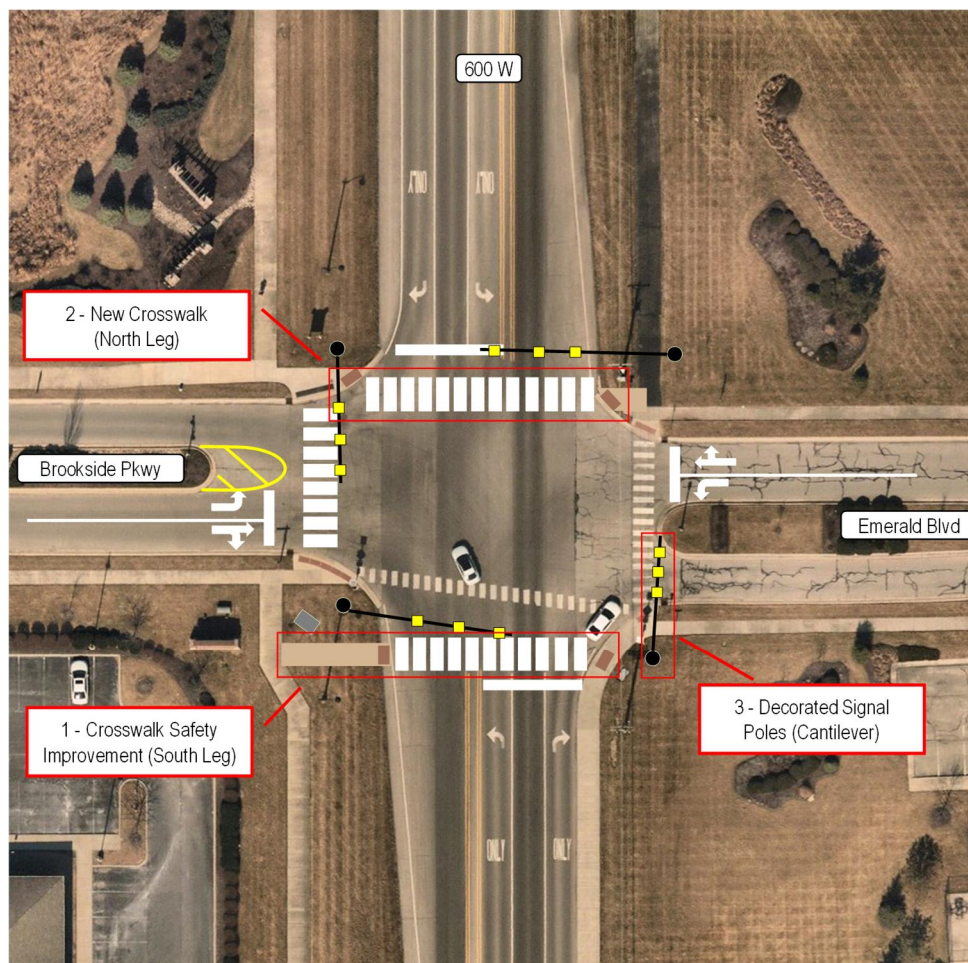 600 W
ONLY
ONLY
2 - New Crosswalk
(North Leg)
Brookside Pkwy
Emerald Blvd
1 - Crosswalk Safety
Improvement (South Leg)
3 - Decorated Signal
Poles (Cantilever)
ONLY
ONLY